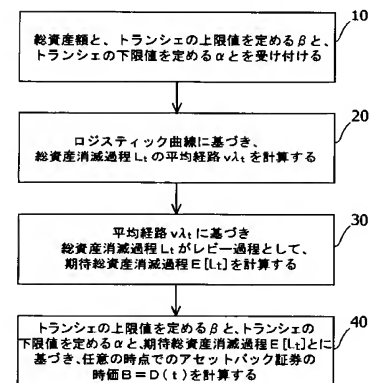 10
総資産額と、トランシェの上限値を定めるβと、
トランシェの下限値を定めるαとを受け付ける
20
ロジスティック曲線に基づき、
総資産消滅過程Ltの平均経路νλtを計算する
30
平均経路νλtに基づき
総資産消滅過程Ltがレビー過程として、
期待総資産消滅過程E[Lt]を計算する
40
トランシェの上限値を定めるβと、トランシェの
下限値を定めるαと、期待総資産消滅過程E[Lt]とに
基づき、任意の時点でのアセットバック証券の
時価B=D(t)を計算する